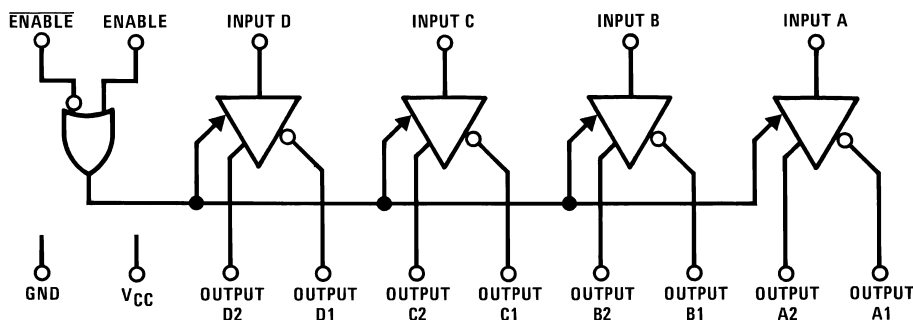 ENABLE ENABLE INPUT D INPUT C INPUT B INPUT A
GND VCC OUTPUT D2 OUTPUT D1 OUTPUT C2 OUTPUT C1 OUTPUT B2 OUTPUT B1 OUTPUT A2 OUTPUT A1